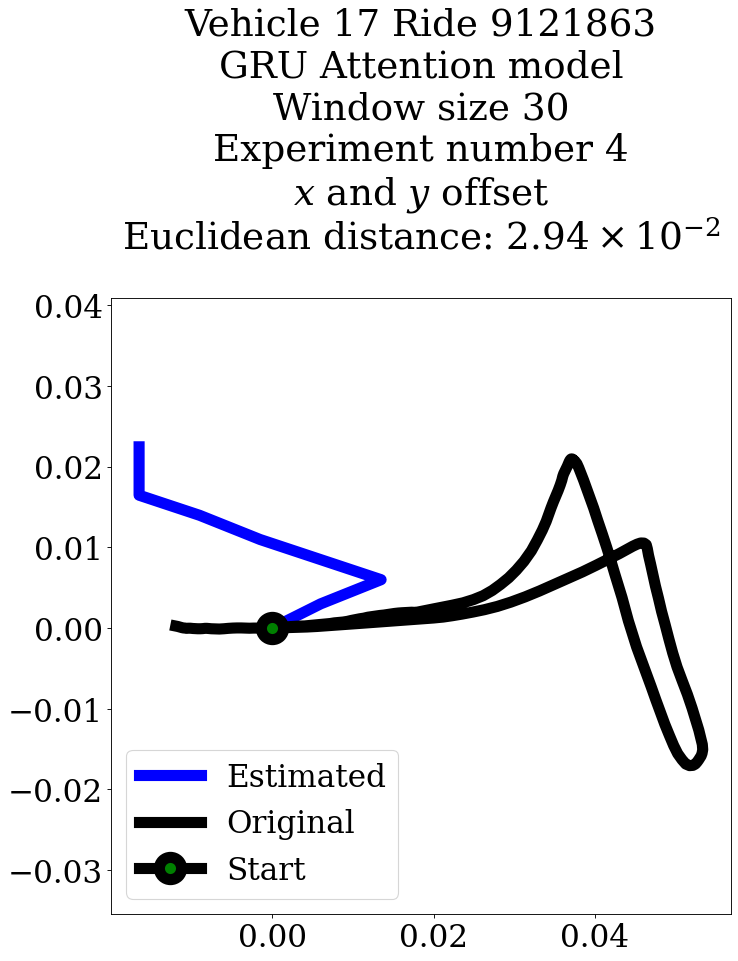 Vehicle 17 Ride 9121863
GRU Attention model
Window size 30
Experiment number 4
x and y offset
Euclidean distance: 2.94 × 10⁻²
0.04
0.03
0.02
0.01
0.00
−0.01
−0.02
−0.03
Estimated
Original
Start
0.00 0.02 0.04